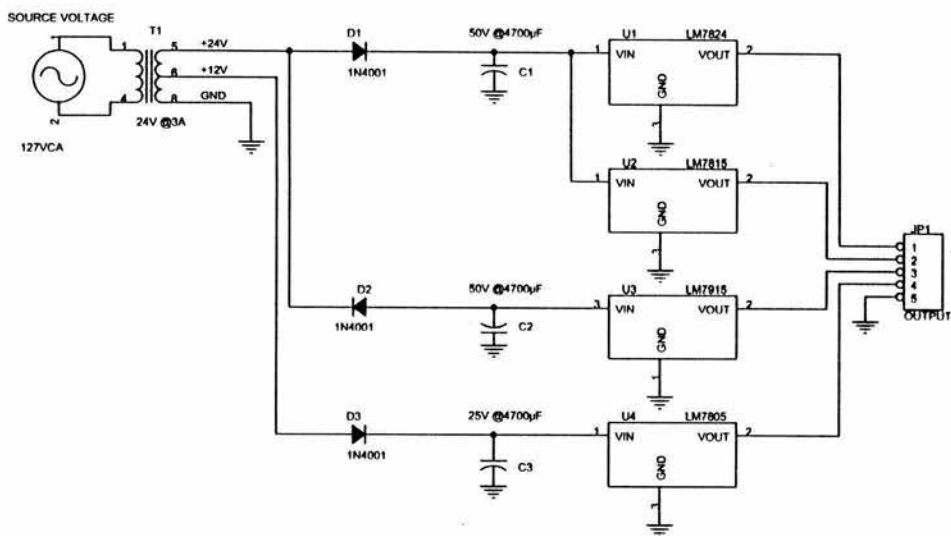 SOURCE VOLTAGE
T1
1
4
5
6
8
+24V
+12V
GND
24V @3A
2
127VCA
D1
1N4001
50V @4700µF
C1
U1 LM7824
1 VIN VOUT 2
GND
3
U2 LM7815
1 VIN VOUT 2
GND
3
D2
1N4001
50V @4700µF
C2
U3 LM7915
3 VIN VOUT 2
GND
1
D3
1N4001
25V @4700µF
C3
U4 LM7805
1 VIN VOUT 2
GND
3
JP1
1
2
3
4
5
OUTPUT